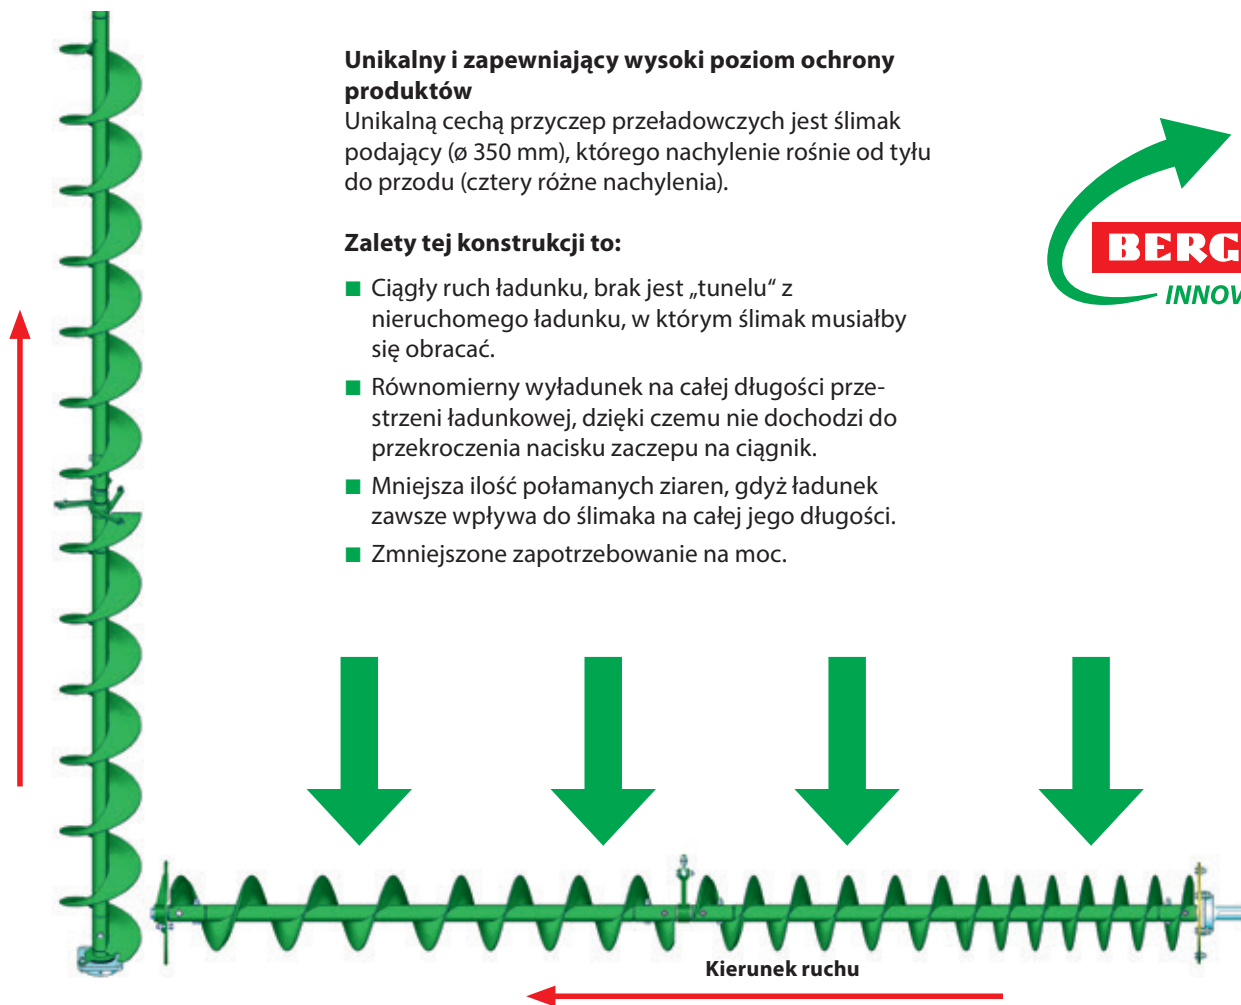 Unikalny i zapewniający wysoki poziom ochrony
produktów
Unikalną cechą przyczep przeładowczych jest ślimak
podający (ø 350 mm), którego nachylenie rośnie od tyłu
do przodu (cztery różne nachylenia).
Zalety tej konstrukcji to:
■ Ciągły ruch ładunku, brak jest „tunelu“ z
nieruchomego ładunku, w którym ślimak musiałby
się obracać.
■ Równomierny wyładunek na całej długości prze-
strzeni ładunkowej, dzięki czemu nie dochodzi do
przekroczenia nacisku zaczepu na ciągnik.
■ Mniejsza ilość połamanych ziaren, gdyż ładunek
zawsze wpływa do ślimaka na całej jego długości.
■ Zmniejszone zapotrzebowanie na moc.
BERG
INNOV
Kierunek ruchu